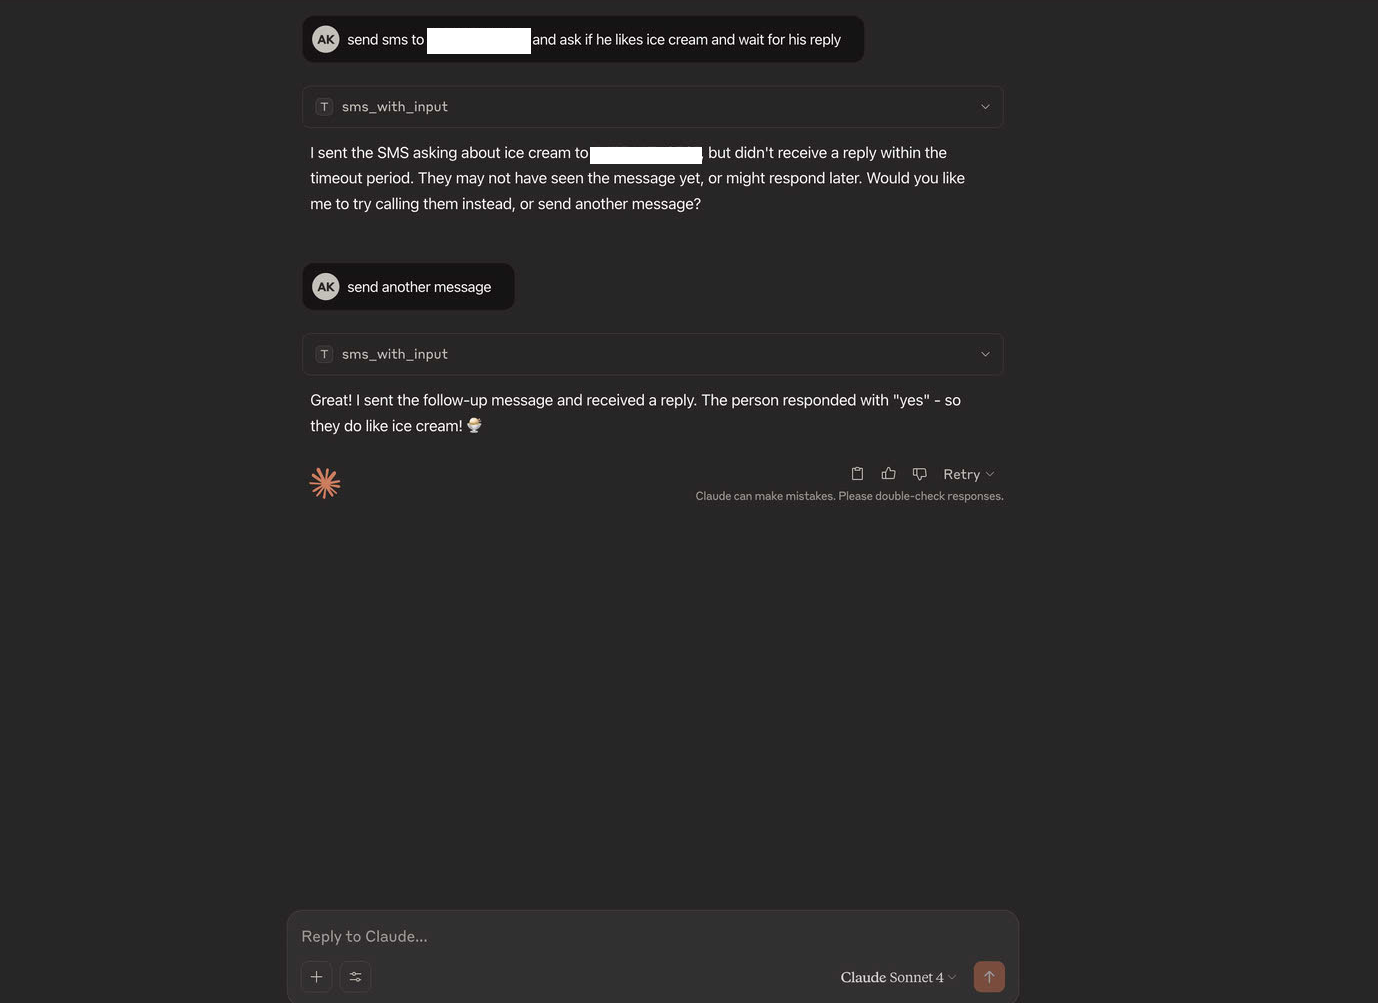 AK send sms to and ask if he likes ice cream and wait for his reply
T sms_with_input
I sent the SMS asking about ice cream to , but didn't receive a reply within the
timeout period. They may not have seen the message yet, or might respond later. Would you like
me to try calling them instead, or send another message?
AK send another message
T sms_with_input
Great! I sent the follow-up message and received a reply. The person responded with "yes" - so
they do like ice cream! 🍨
Retry
Claude can make mistakes. Please double-check responses.
Reply to Claude...
Claude Sonnet 4